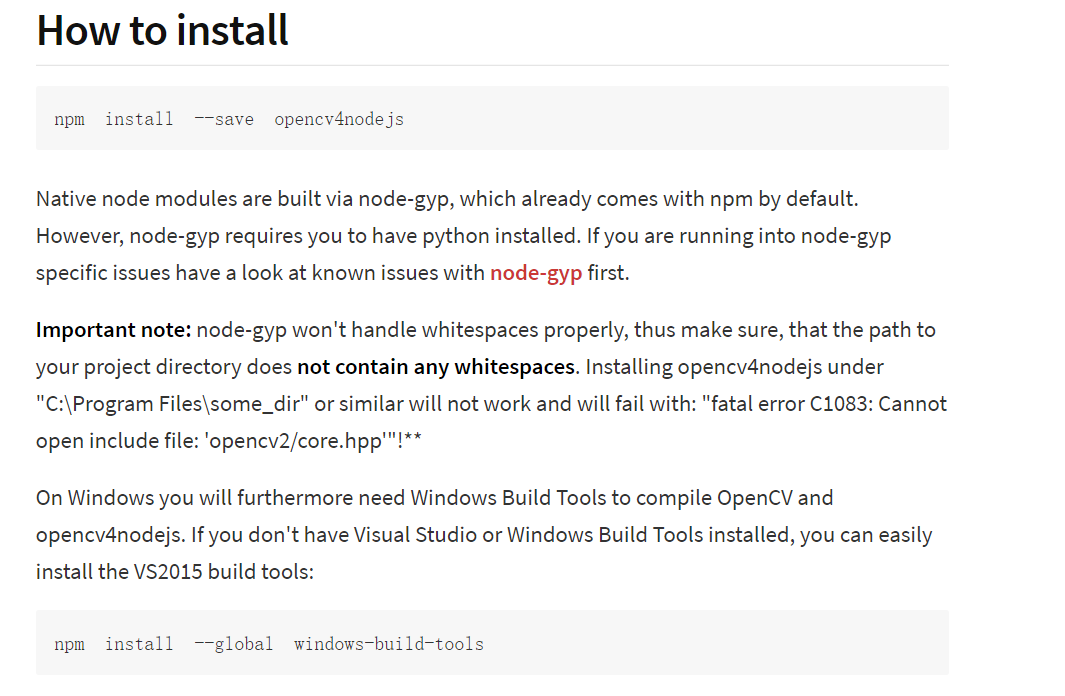 How to install
npm install --save opencv4nodejs
Native node modules are built via node-gyp, which already comes with npm by default.
However, node-gyp requires you to have python installed. If you are running into node-gyp
specific issues have a look at known issues with node-gyp first.
Important note: node-gyp won't handle whitespaces properly, thus make sure, that the path to
your project directory does not contain any whitespaces. Installing opencv4nodejs under
"C:\Program Files\some_dir" or similar will not work and will fail with: "fatal error C1083: Cannot
open include file: 'opencv2/core.hpp'"!**
On Windows you will furthermore need Windows Build Tools to compile OpenCV and
opencv4nodejs. If you don't have Visual Studio or Windows Build Tools installed, you can easily
install the VS2015 build tools:
npm install --global windows-build-tools